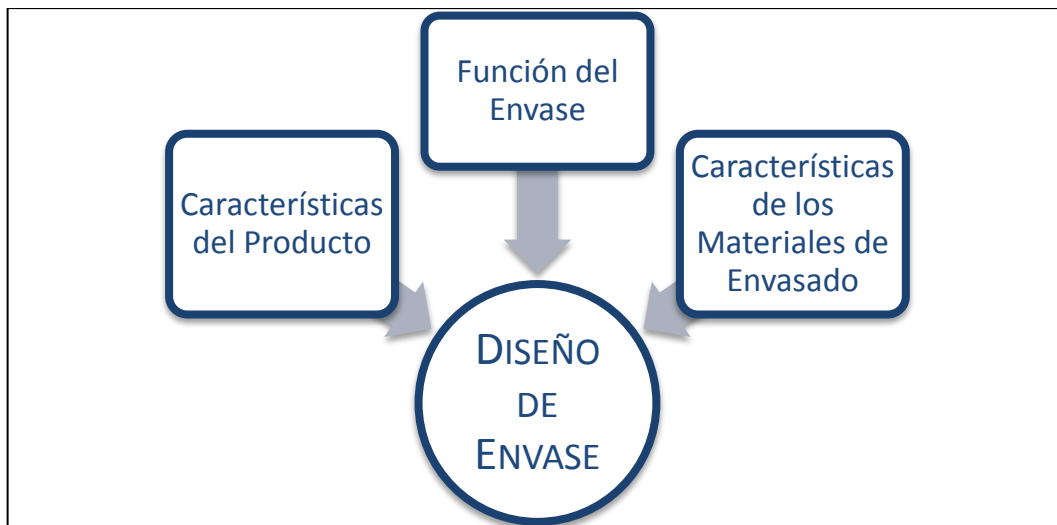 Función del
Envase
Características
del Producto
Características
de los
Materiales de
Envasado
DISEÑO
DE
ENVASE